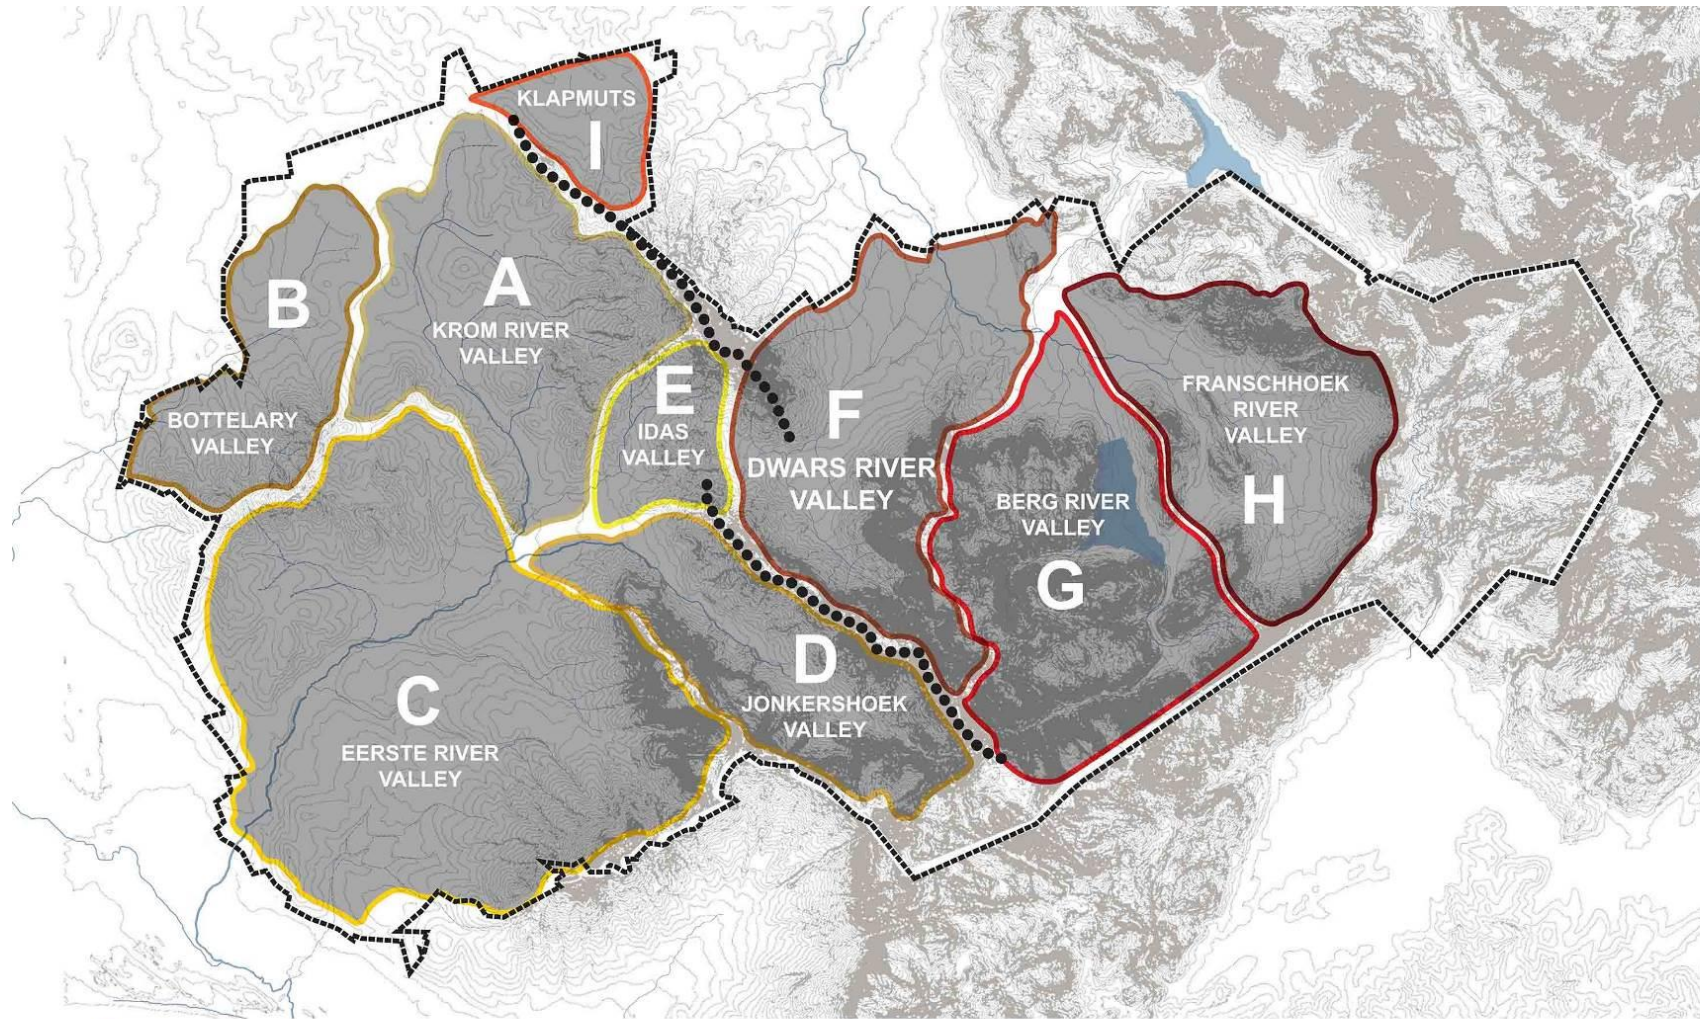 KLAPMUTS
I
A
KROM RIVER
VALLEY
B
BOTTELARY
VALLEY
E
IDAS
VALLEY
F
DWARS RIVER
VALLEY
FRANSCHHOEK
RIVER
VALLEY
H
BERG RIVER
VALLEY
G
D
JONKERSHOEK
VALLEY
C
EERSTE RIVER
VALLEY